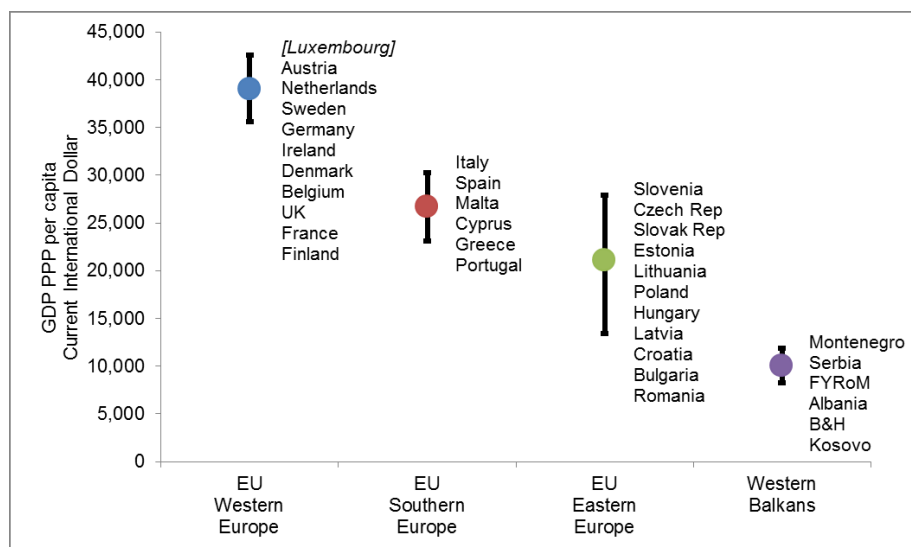 GDP PPP per capita
Current International Dollar
45,000
40,000
35,000
30,000
25,000
20,000
15,000
10,000
5,000
0
[Luxembourg]
Austria
Netherlands
Sweden
Germany
Ireland
Denmark
Belgium
UK
France
Finland
Italy
Spain
Malta
Cyprus
Greece
Portugal
Slovenia
Czech Rep
Slovak Rep
Estonia
Lithuania
Poland
Hungary
Latvia
Croatia
Bulgaria
Romania
Montenegro
Serbia
FYRoM
Albania
B&H
Kosovo
EU
Western
Europe
EU
Southern
Europe
EU
Eastern
Europe
Western
Balkans